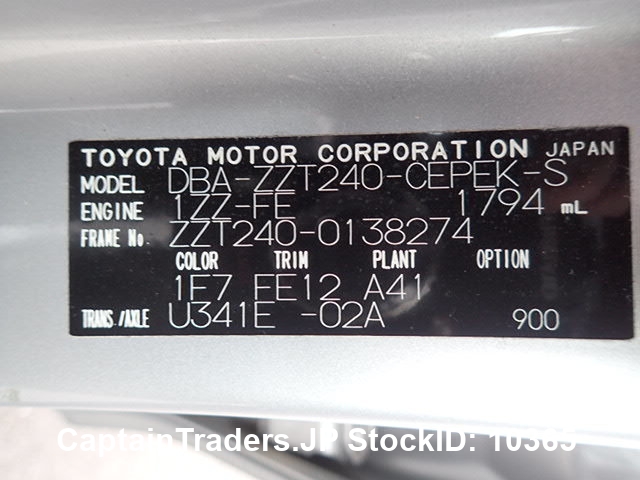 TOYOTA MOTOR CORPORATION JAPAN
MODEL DBA-ZZT240-CEPEK-S
ENGINE 1ZZ-FE 1794 mL
FRAME No. ZZT240-0138274
COLOR TRIM PLANT OPTION
1F7 FE12 A41
TRANS./AXLE U341E -02A 900
CaptainTraders.JP StockID: 10369